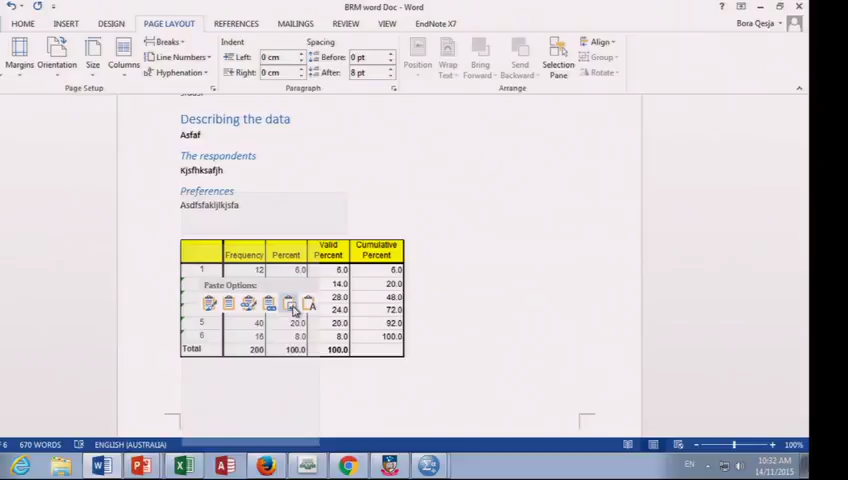 BRM word Doc - Word
HOME INSERT DESIGN PAGE LAYOUT REFERENCES MAILINGS REVIEW VIEW EndNote X7
Bora Qesja
Margins Orientation Size Columns
Breaks
Line Numbers
Hyphenation
Page Setup
Indent Spacing
Left: 0 cm Before: 0 pt
Right: 0 cm After: 8 pt
Paragraph
Position Wrap Text Bring Forward Send Backward Selection Pane
Align
Group
Rotate
Arrange
Describing the data
Asfaf
The respondents
Kjsfhksafjh
Preferences
Asdfsfakljlkjsfa
Frequency Percent Valid Percent Cumulative Percent
1 12 6.0 6.0 6.0
Paste Options:
14.0 20.0
28.0 48.0
24.0 72.0
5 40 20.0 20.0 92.0
6 16 8.0 8.0 100.0
Total 200 100.0 100.0
OF 6 670 WORDS ENGLISH (AUSTRALIA) 100%
EN 10:32 AM
14/11/2015